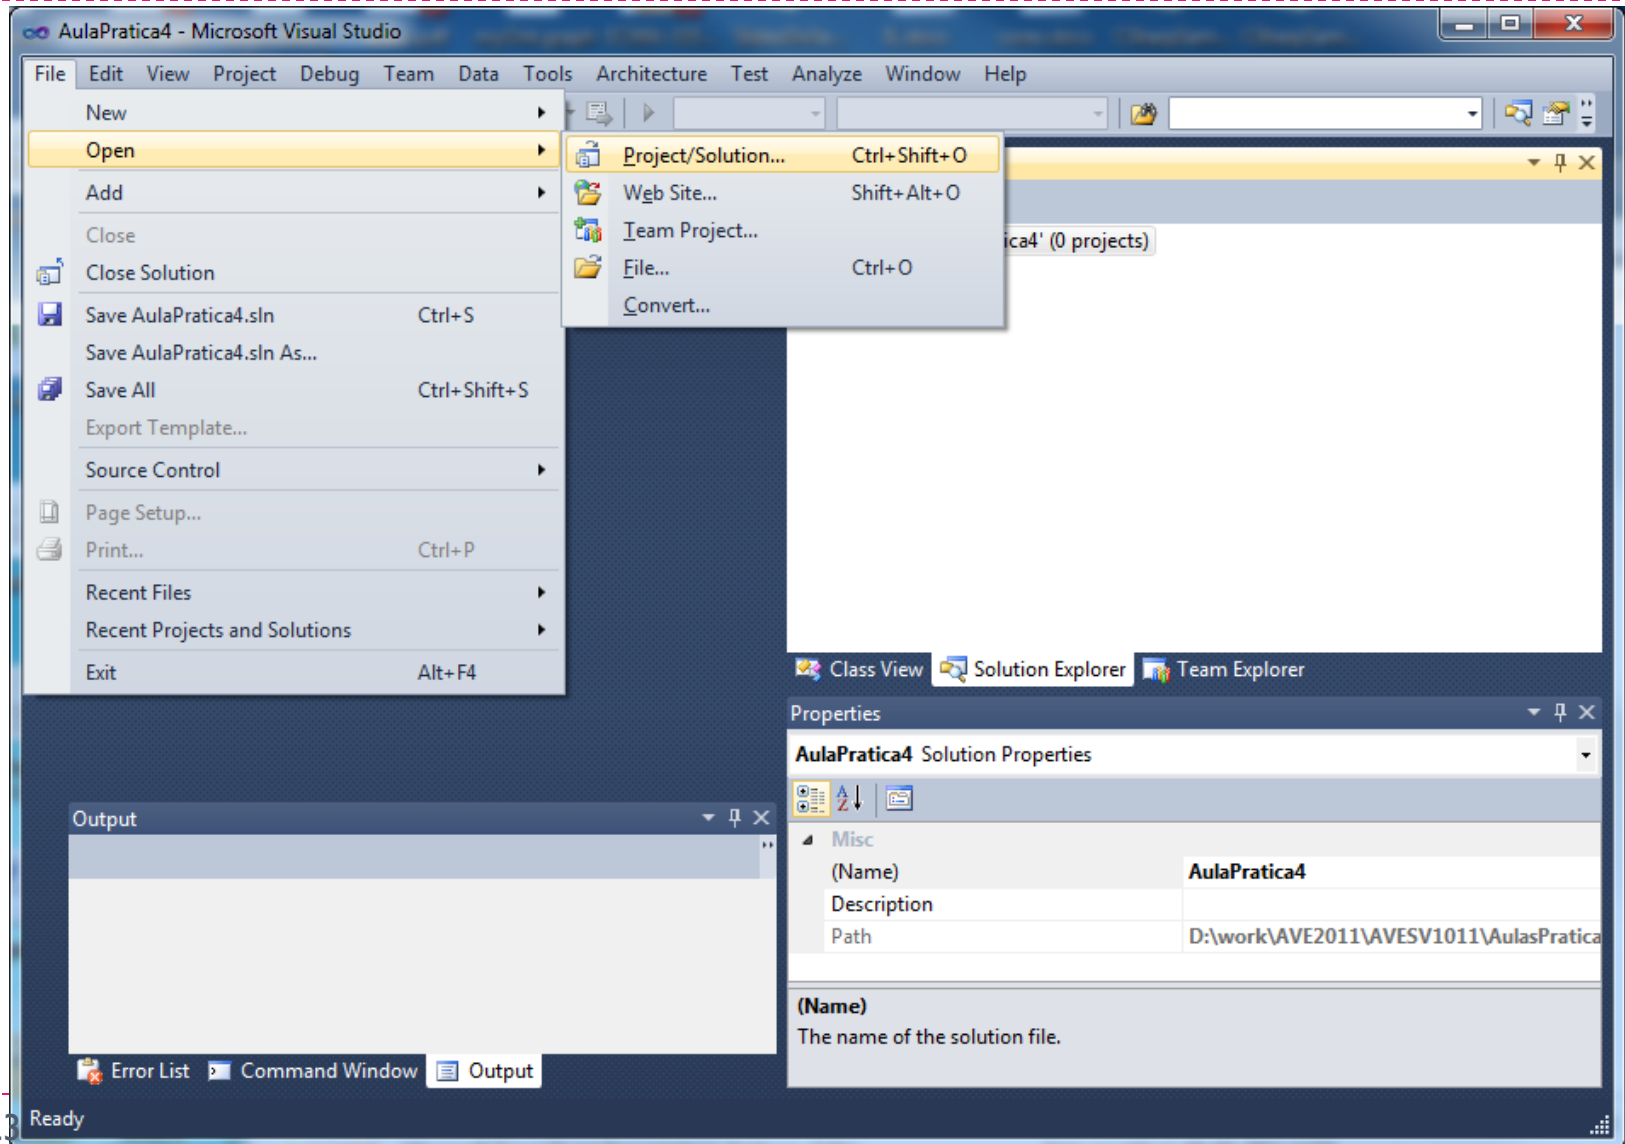 AulaPratica4 - Microsoft Visual Studio
File Edit View Project Debug Team Data Tools Architecture Test Analyze Window Help
New
Open
Add
Close
Close Solution
Save AulaPratica4.sln Ctrl+S
Save AulaPratica4.sln As...
Save All Ctrl+Shift+S
Export Template...
Source Control
Page Setup...
Print... Ctrl+P
Recent Files
Recent Projects and Solutions
Exit Alt+F4
Project/Solution... Ctrl+Shift+O
Web Site... Shift+Alt+O
Team Project...
File... Ctrl+O
Convert...
ica4' (0 projects)
Class View Solution Explorer Team Explorer
Properties
AulaPratica4 Solution Properties
Misc
(Name) AulaPratica4
Description
Path D:\work\AVE2011\AVESV1011\AulasPratica
(Name)
The name of the solution file.
Output
Error List Command Window Output
Ready